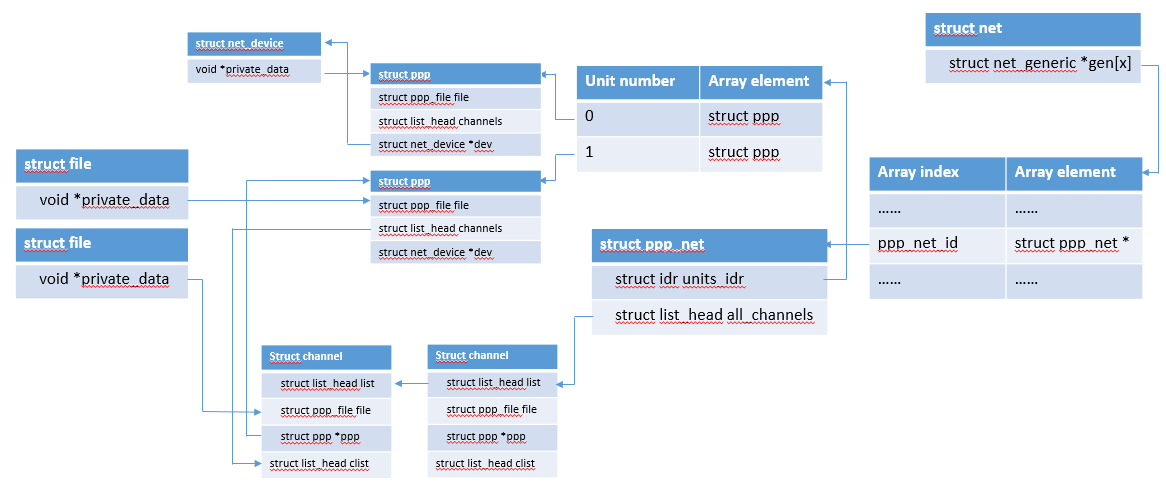 struct net_device
void *private_data
struct ppp
struct ppp_file file
struct list_head channels
struct net_device *dev
Unit number Array element
0 struct ppp
1 struct ppp
struct net
struct net_generic *gen[x]
struct file
void *private_data
struct file
void *private_data
struct ppp
struct ppp_file file
struct list_head channels
struct net_device *dev
Array index Array element
...... ......
ppp_net_id struct ppp_net *
...... ......
struct ppp_net
struct idr units_idr
struct list_head all_channels
Struct channel
struct list_head list
struct ppp_file file
struct ppp *ppp
struct list_head clist
Struct channel
struct list_head list
struct ppp_file file
struct ppp *ppp
struct list_head clist